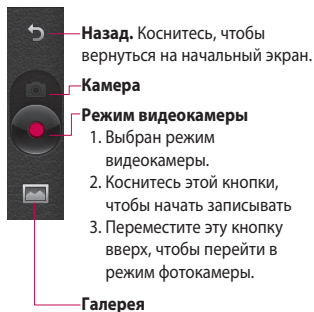 Назад. Коснитесь, чтобы
вернуться на начальный экран.
Камера
Режим видеокамеры
1. Выбран режим
видеокамеры.
2. Коснитесь этой кнопки,
чтобы начать записывать
3. Переместите эту кнопку
вверх, чтобы перейти в
режим фотокамеры.
Галерея